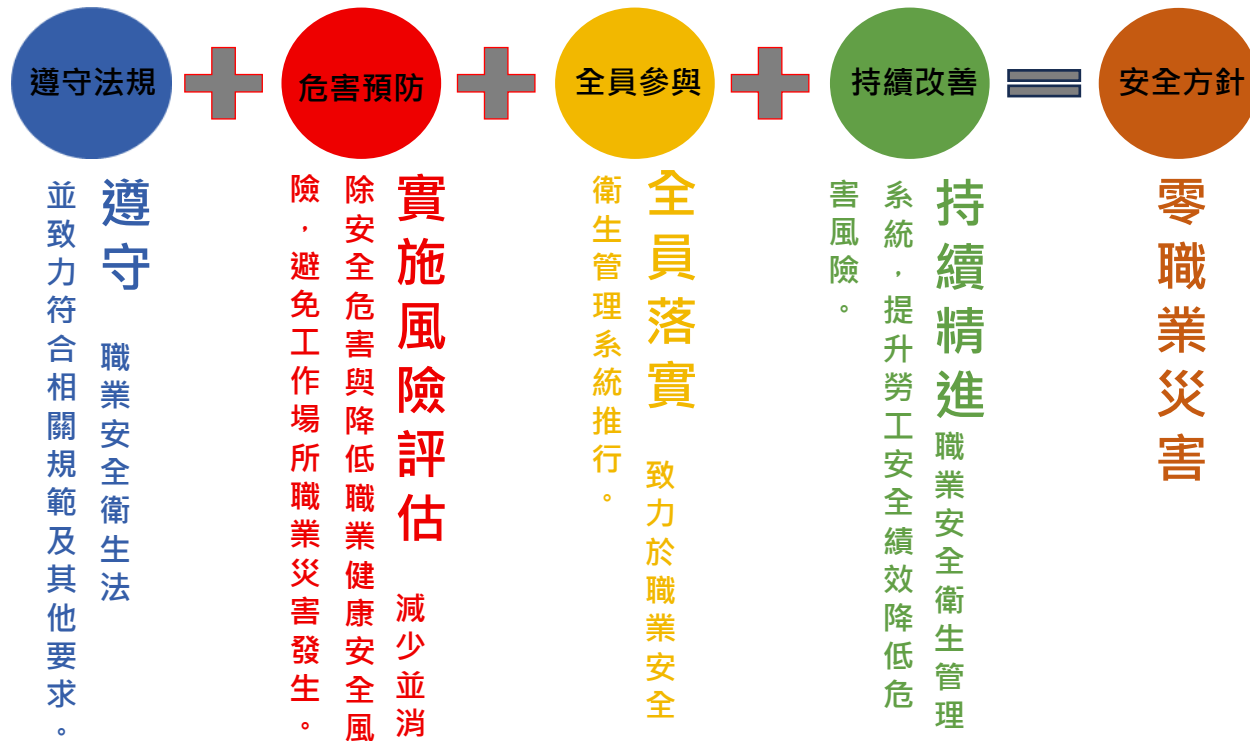 遵守法規
危害預防
全員參與
持續改善
安全方針
遵守 職業安全衛生法
並致力符合相關規範及其他要求。
實施風險評估 減少並消
除安全危害與降低職業健康安全風
險，避免工作場所職業災害發生。
全員落實 致力於職業安全
衛生管理系統推行。
持續精進職業安全衛生管理
系統，提升勞工安全績效降低危
害風險。
零職業災害